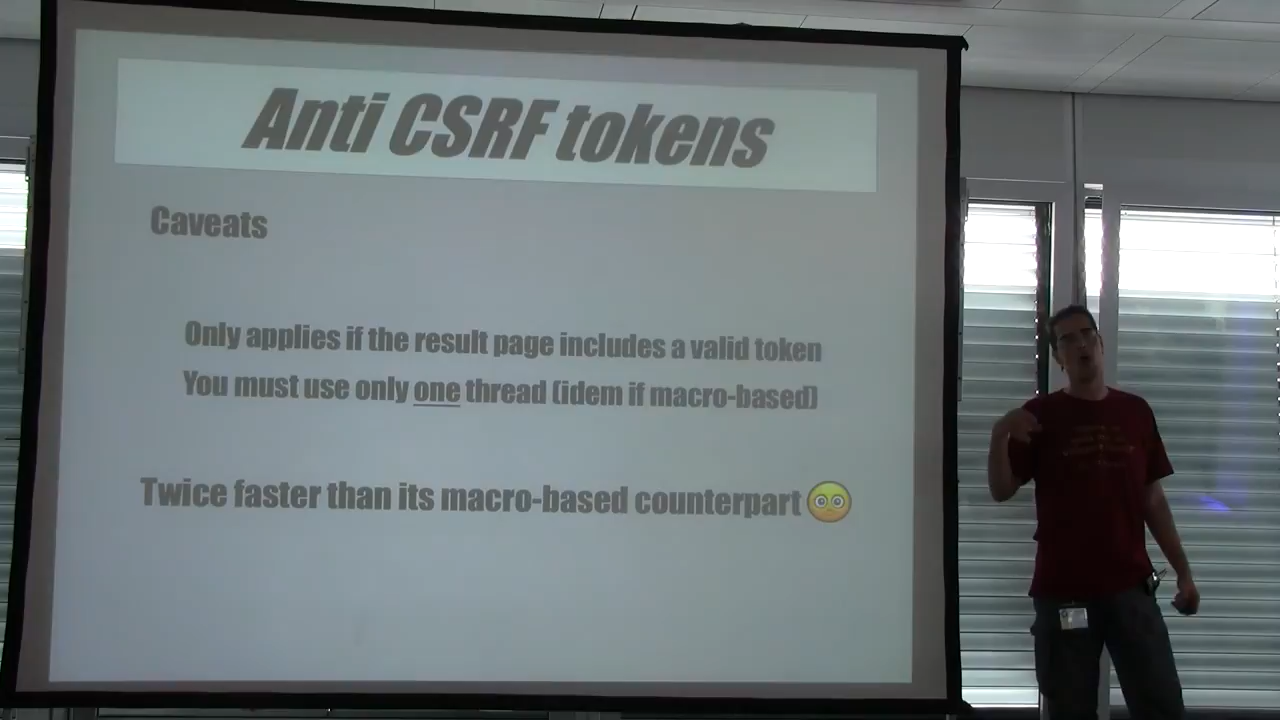 Anti CSRF tokens
Caveats
Only applies if the result page includes a valid token
You must use only one thread (idem if macro-based)
Twice faster than its macro-based counterpart